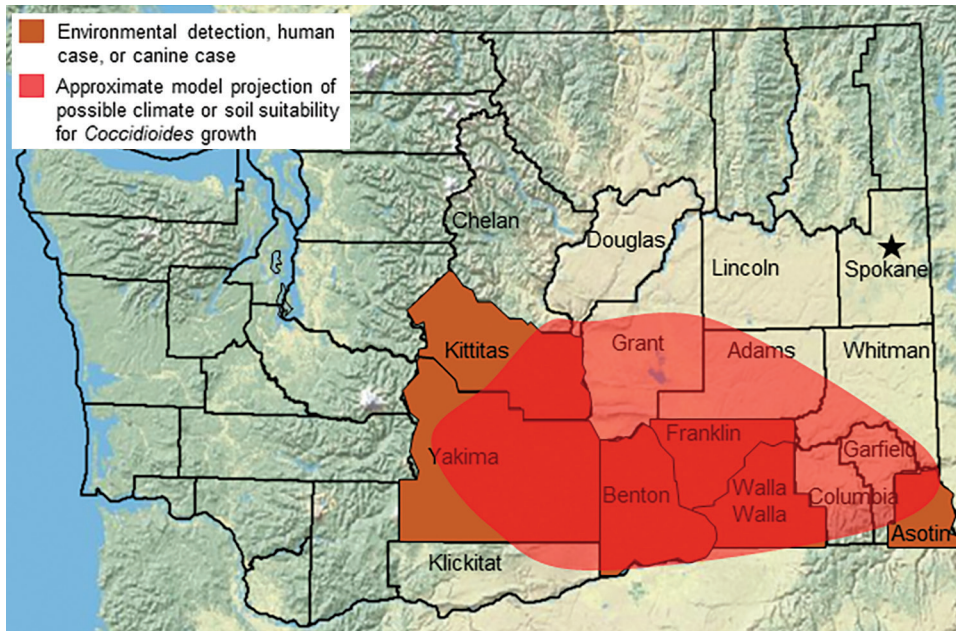 Environmental detection, human
case, or canine case
Approximate model projection of
possible climate or soil suitability
for Coccidioides growth
Chelan
Douglas
Lincoln
Spokane
Kittitas
Grant
Adams
Whitman
Yakima
Franklin
Garfield
Benton
Walla
Walla
Columbia
Asotin
Klickitat